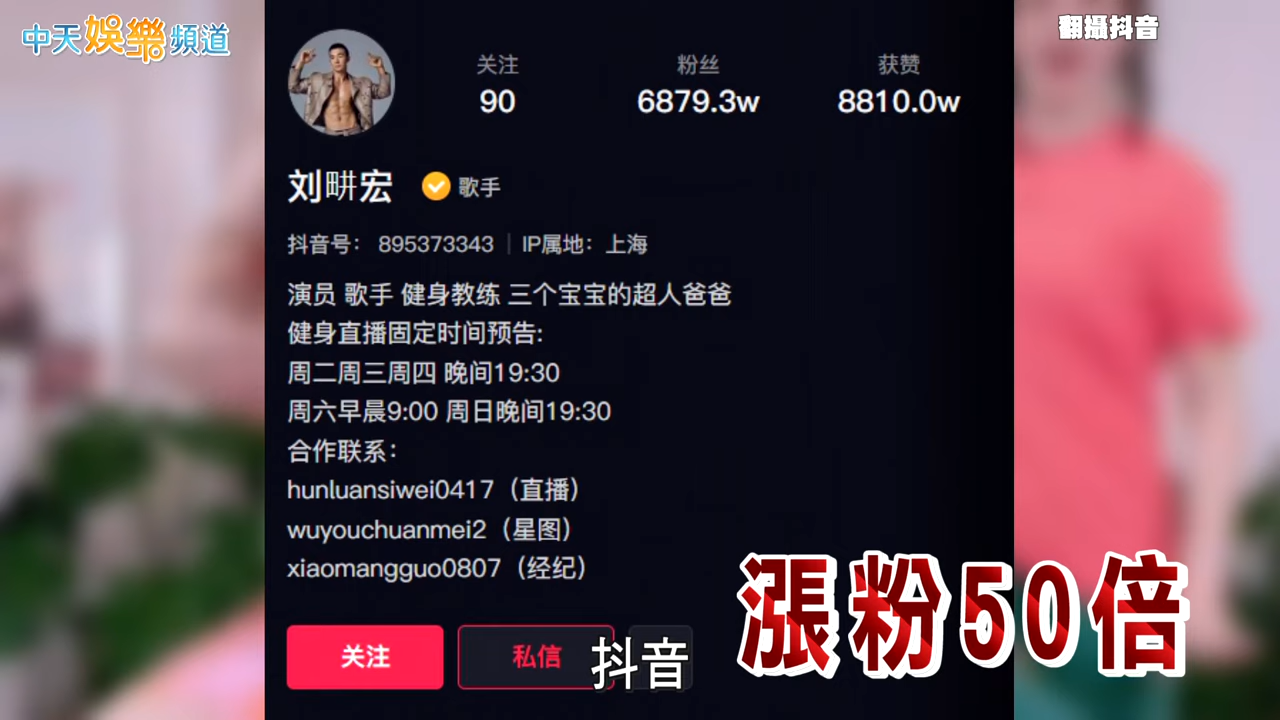 中天娛樂頻道
翻攝抖音
关注 粉丝 获赞
90 6879.3w 8810.0w
刘畊宏 歌手
抖音号： 895373343 | IP属地：上海
演员 歌手 健身教练 三个宝宝的超人爸爸
健身直播固定时间预告:
周二周三周四 晚间19:30
周六早晨9:00 周日晚间19:30
合作联系：
hunluansiwei0417（直播）
wuyouchuanmei2（星图）
xiaomangguo0807（经纪）
关注 私信
抖音
漲粉50倍